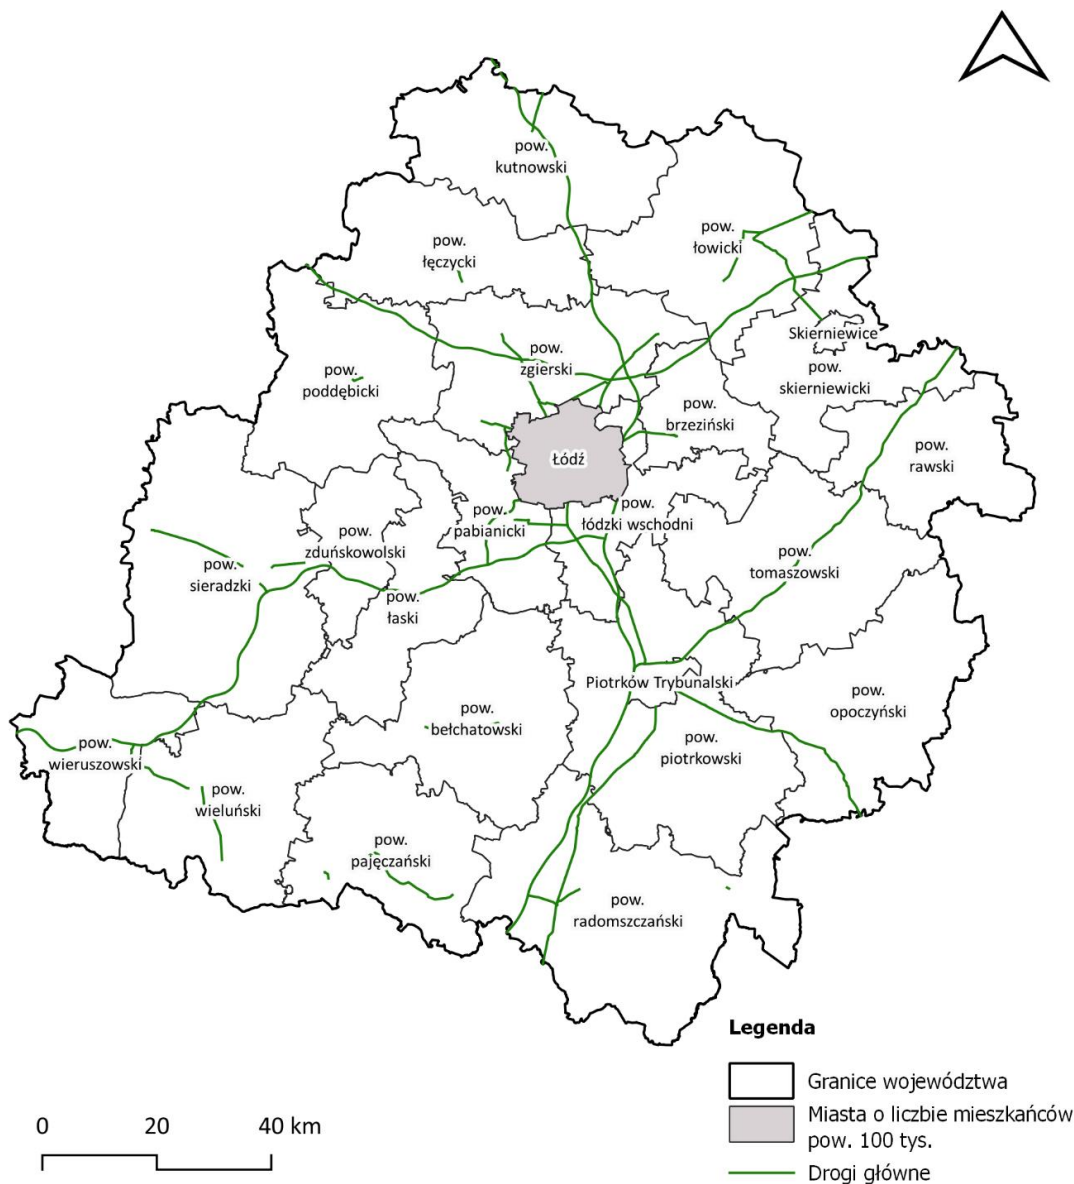 pow.
kutnowski
pow.
łowicki
pow.
łęczycki
Skierniewice
pow.
zgierski
pow.
skierniewicki
pow.
poddębicki
pow.
brzeziński
pow.
rawski
Łódź
pow.
pabianicki
pow.
łódzki wschodni
pow.
zduńskowolski
pow.
sieradzki
pow.
tomaszowski
pow.
łaski
Piotrków Trybunalski
pow.
opoczyński
pow.
bełchatowski
pow.
piotrkowski
pow.
wieruszowski
pow.
wieluński
pow.
pajęczański
pow.
radomszczański
Legenda
Granice województwa
Miasta o liczbie mieszkańców
pow. 100 tys.
Drogi główne
0 20 40 km